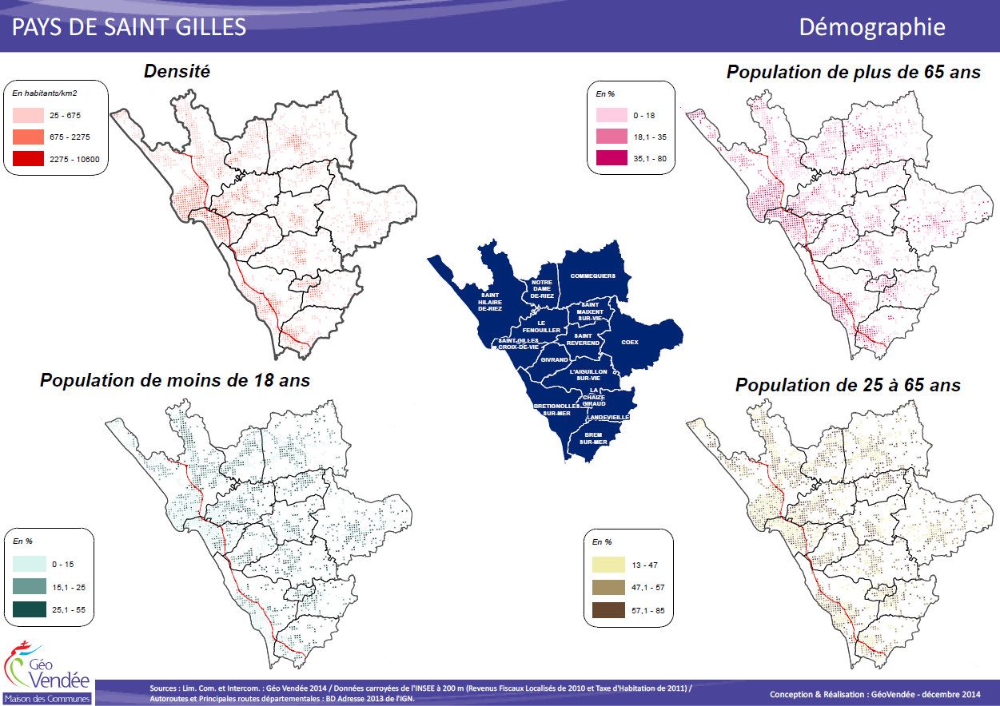 PAYS DE SAINT GILLES
Démographie
Densité
En habitants/km2
25 - 675
675 - 2275
2275 - 10600
Population de plus de 65 ans
En %
0 - 18
18,1 - 35
35,1 - 80
COMMEQUIERS
NOTRE
DAME
DE-RIEZ
SAINT
HILAIRE
DE-RIEZ
SAINT
MAIXENT
SUR-VIE
LE
FENOUILLER
SAINT
REVEREND
COEX
SAINT-GILLES
CROIX-DE-VIE
GIVRAND
L'AIGUILLON
SUR-VIE
LA
CHAIZE
GIRAUD
BRETIGNOLLES
SUR-MER
LANDEVIEILLE
BREM
SUR-MER
Population de moins de 18 ans
En %
0 - 15
15,1 - 25
25,1 - 55
Population de 25 à 65 ans
En %
13 - 47
47,1 - 57
57,1 - 85
Géo
Vendée
Maison des Communes
Sources : Lim. Com. et Intercom. : Géo Vendée 2014 / Données carroyées de l'INSEE à 200 m (Revenus Fiscaux Localisés de 2010 et Taxe d'Habitation de 2011) /
Autoroutes et Principales routes départementales : BD Adresse 2013 de l'IGN.
Conception & Réalisation : GéoVendée - décembre 2014